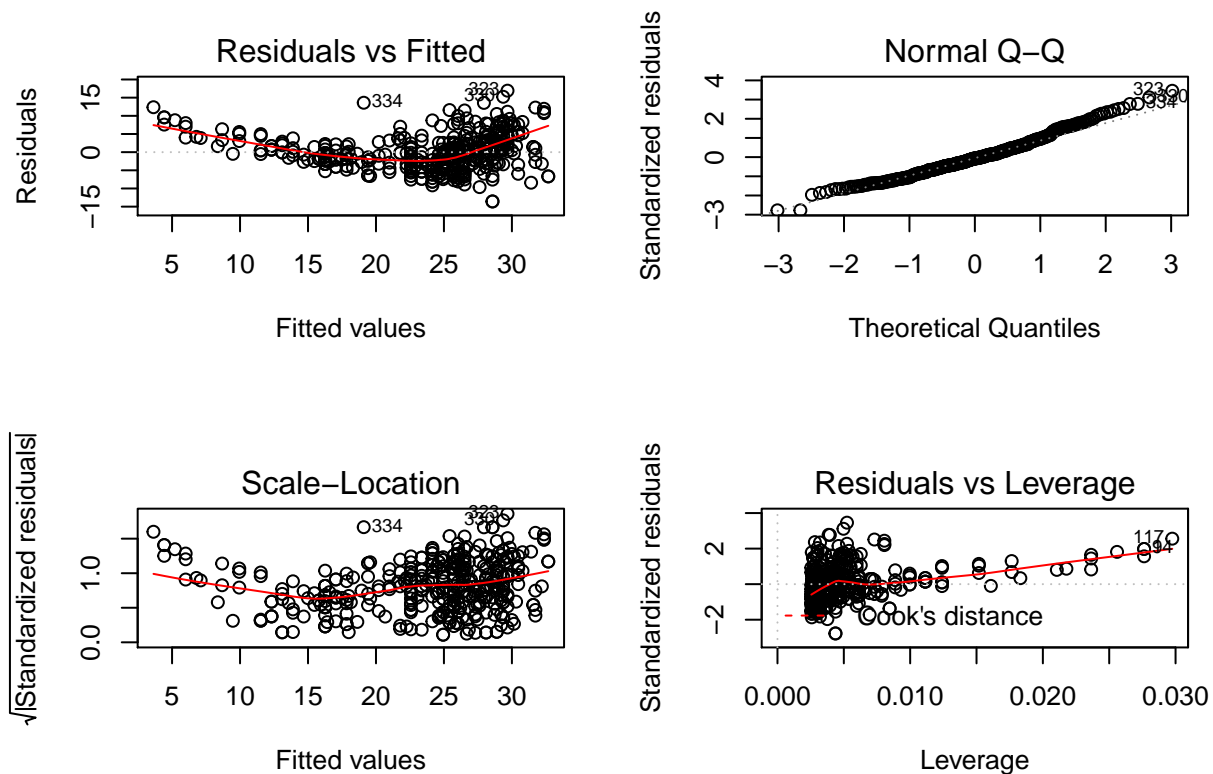 Residuals vs Fitted
Residuals
15
0
−15
334
323
330
5 10 15 20 25 30
Fitted values
Normal Q−Q
Standardized residuals
4
2
0
−3
323
334
−3 −2 −1 0 1 2 3
Theoretical Quantiles
Scale−Location
√|Standardized residuals|
1.0
0.0
334
323
330
5 10 15 20 25 30
Fitted values
Residuals vs Leverage
Standardized residuals
2
0
−2
117
Cook's distance
0.000 0.010 0.020 0.030
Leverage